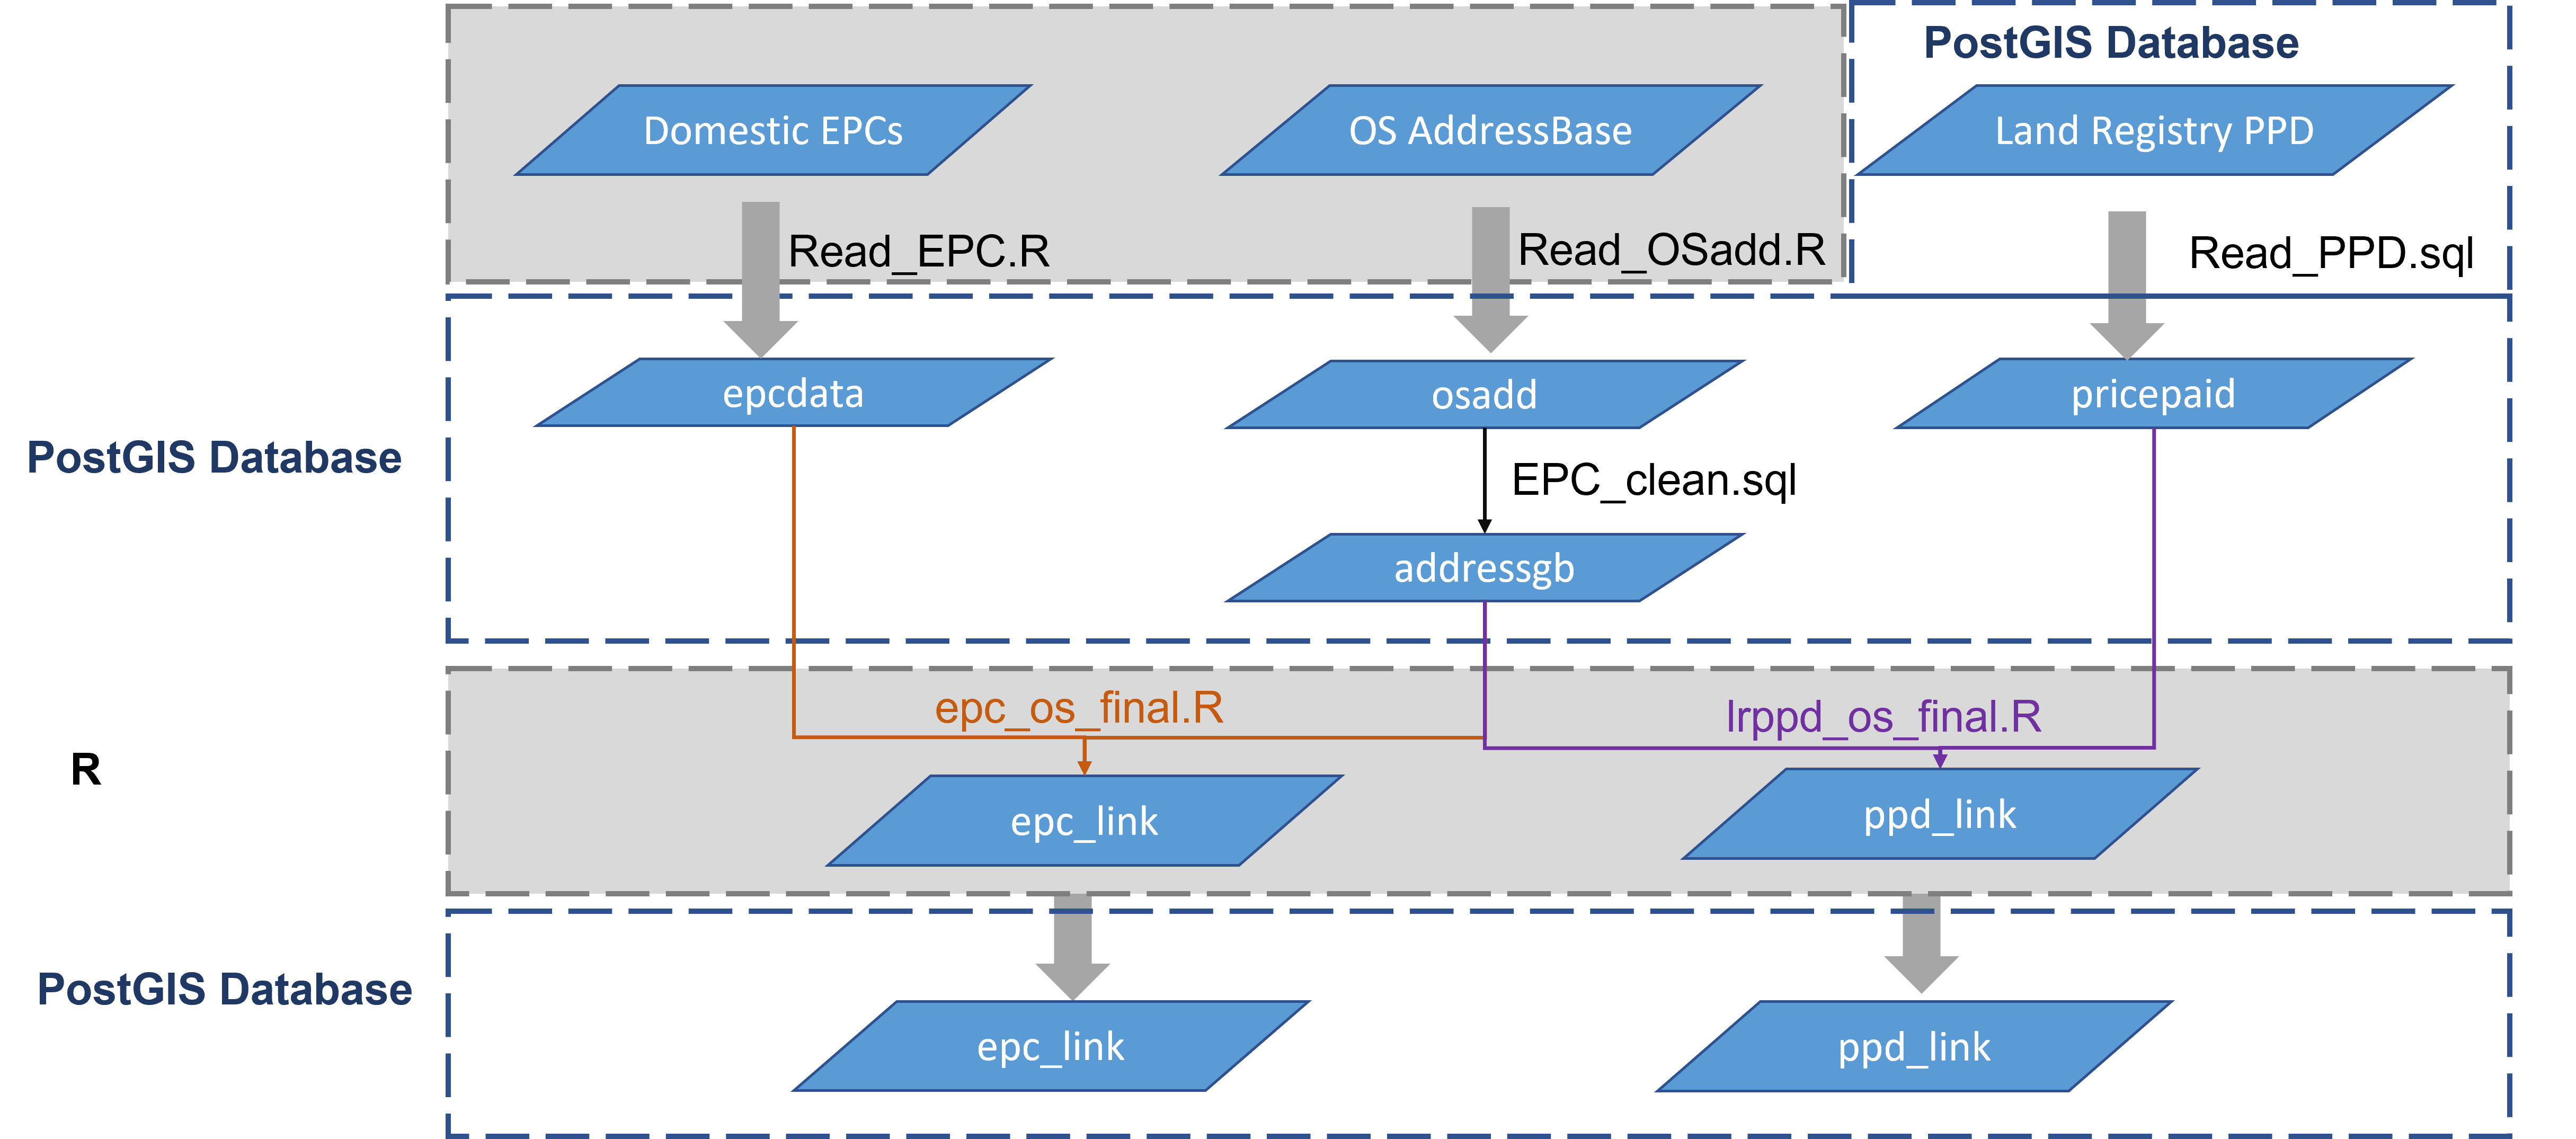 PostGIS Database
Domestic EPCs
OS AddressBase
Land Registry PPD
Read_EPC.R
Read_OSadd.R
Read_PPD.sql
epcdata
osadd
pricepaid
PostGIS Database
EPC_clean.sql
addressgb
epc_os_final.R
lrppd_os_final.R
R
epc_link
ppd_link
PostGIS Database
epc_link
ppd_link